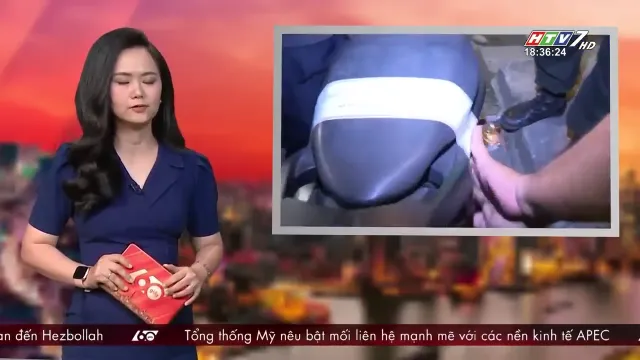 HTV7 HD
18:36:24
an đến Hezbollah
60
Tổng thống Mỹ nêu bật mối liên hệ mạnh mẽ với các nền kinh tế APEC